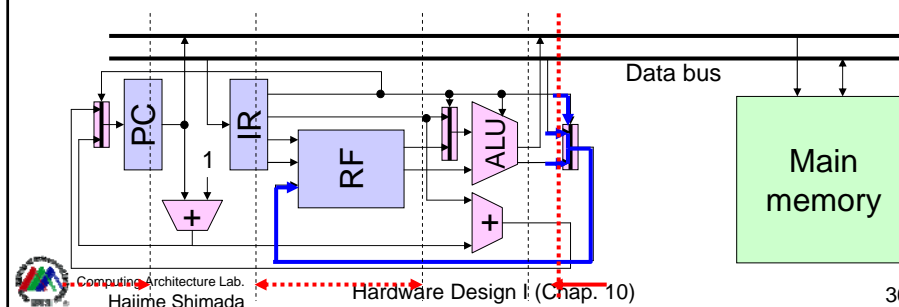 Data bus
PC
IR
RF
ALU
1
+
+
Main
memory
Computing Architecture Lab.
Hajime Shimada
Hardware Design I (Chap. 10)